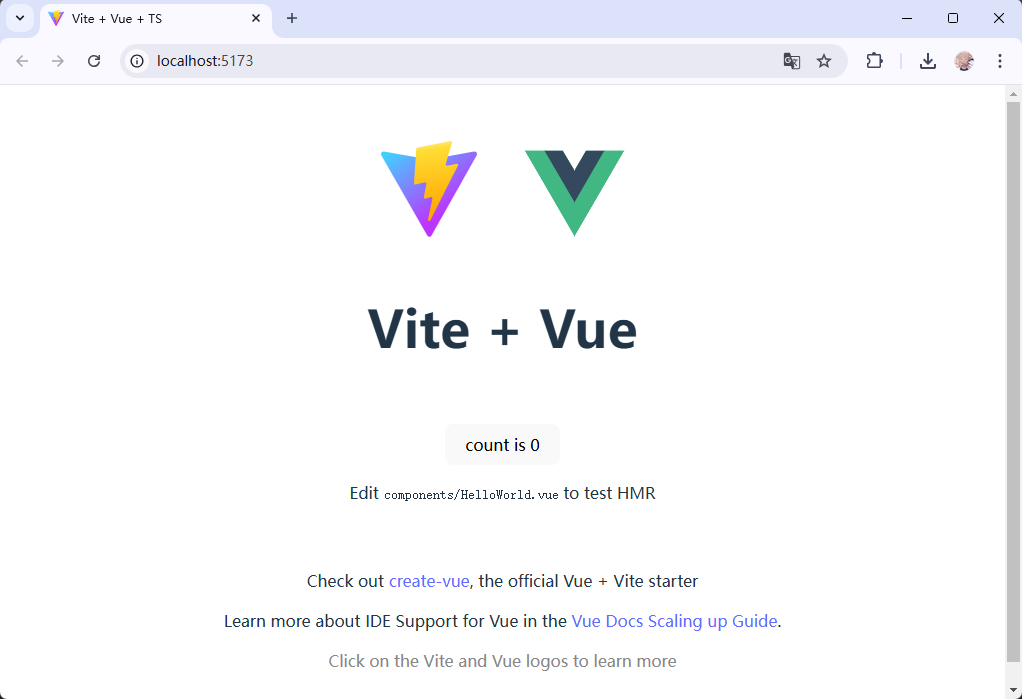 Vite + Vue + TS
localhost:5173
Vite + Vue
count is 0
Edit components/HelloWorld.vue to test HMR
Check out create-vue, the official Vue + Vite starter
Learn more about IDE Support for Vue in the Vue Docs Scaling up Guide.
Click on the Vite and Vue logos to learn more